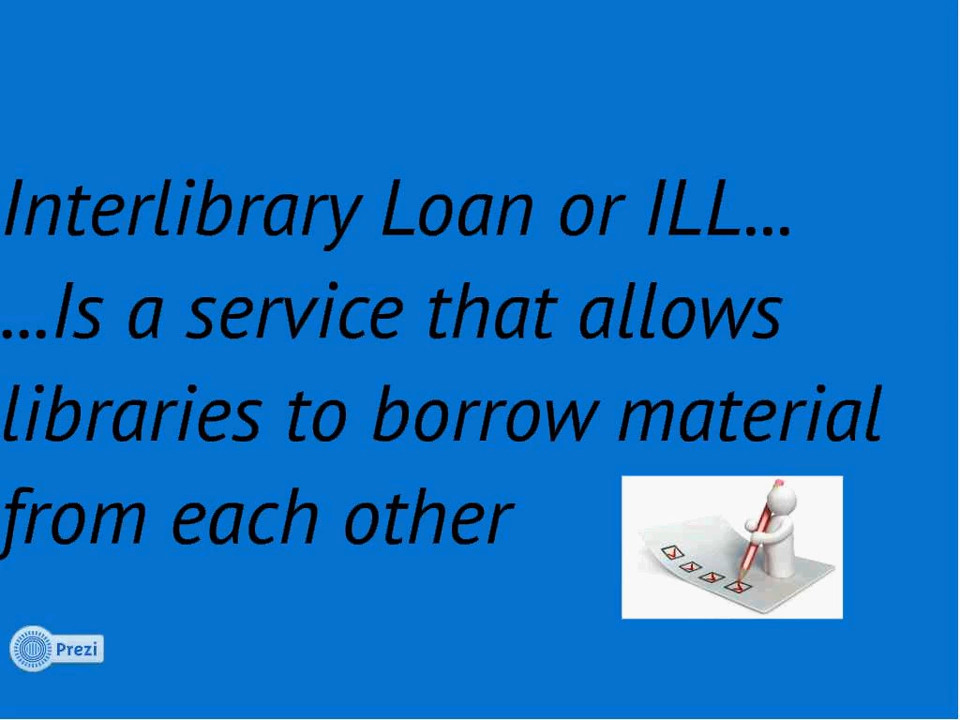 Interlibrary Loan or ILL...
...Is a service that allows
libraries to borrow material
from each other
Prezi